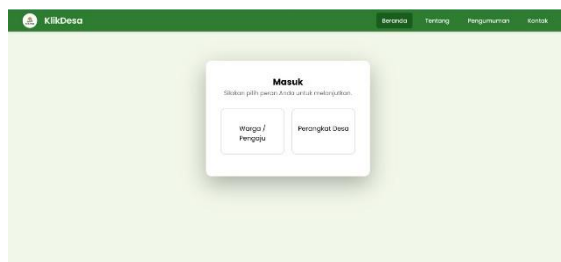 KlikDesa
Beranda
Tentang
Pengumuman
Kontak
Masuk
Silakan pilih peran Anda untuk melanjutkan.
Warga /
Pengaju
Perangkat Desa